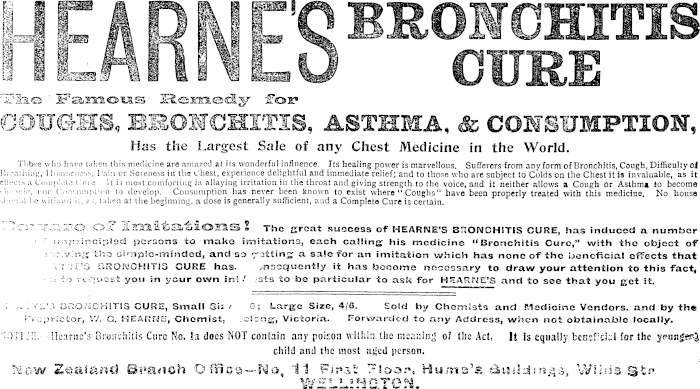 HEARNE'S BRONCHITIS
CURE
The Famous Remedy for
COUGHS, BRONCHITIS, ASTHMA, & CONSUMPTION,
Has the Largest Sale of any Chest Medicine in the World.
Those who have taken this medicine are amazed at its wonderful influence. Its healing power is marvellous. Sufferers from any form of Bronchitis, Cough, Difficulty of
Breathing, Hoarseness, Pain or Soreness in the Chest, experience delightful and immediate relief; and to those who are subject to Colds on the Chest it is invaluable, as it
effects a Complete Cure. It is most comforting in allaying irritation in the throat and giving strength to the voice, and it neither allows a Cough or Asthma to become
chronic, nor Consumption to develop. Consumption has never been known to exist where "Coughs" have been properly treated with this medicine. No house
should be without it, as, taken at the beginning, a dose is generally sufficient, and a Complete Cure is certain.
Beware of Imitations! The great success of HEARNE'S BRONCHITIS CURE, has induced a number
of unprincipled persons to make imitations, each calling his medicine "Bronchitis Cure," with the object of
the simple-minded, and so getting a sale for an imitation which has none of the beneficial effects that
HEARNE'S BRONCHITIS CURE has. Consequently it has become necessary to draw your attention to this fact,
and to request you in your own interests to be particular to ask for HEARNE'S and to see that you get it.
HEARNE'S BRONCHITIS CURE, Small Size 6; Large Size, 4/6. Sold by Chemists and Medicine Vendors, and by the
Proprietor, W. G. HEARNE, Chemist, Geelong, Victoria. Forwarded to any Address, when not obtainable locally.
NOTICE. Hearne's Bronchitis Cure No. 1a does NOT contain any poison within the meaning of the Act. It is equally beneficial for the youngest
child and the most aged person.
New Zealand Branch Office—No. 11 First Floor, Hume's Buildings, Willis St.
WELLINGTON.